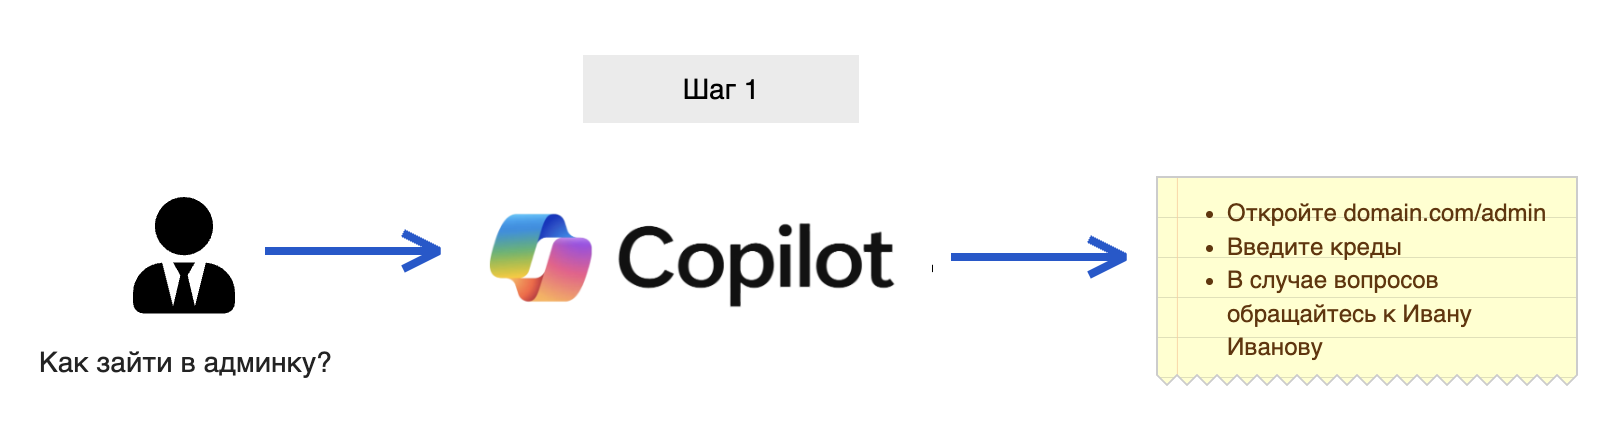 Шаг 1
Как зайти в админку?
Copilot
• Откройте domain.com/admin
• Введите креды
• В случае вопросов
обращайтесь к Ивану
Иванову